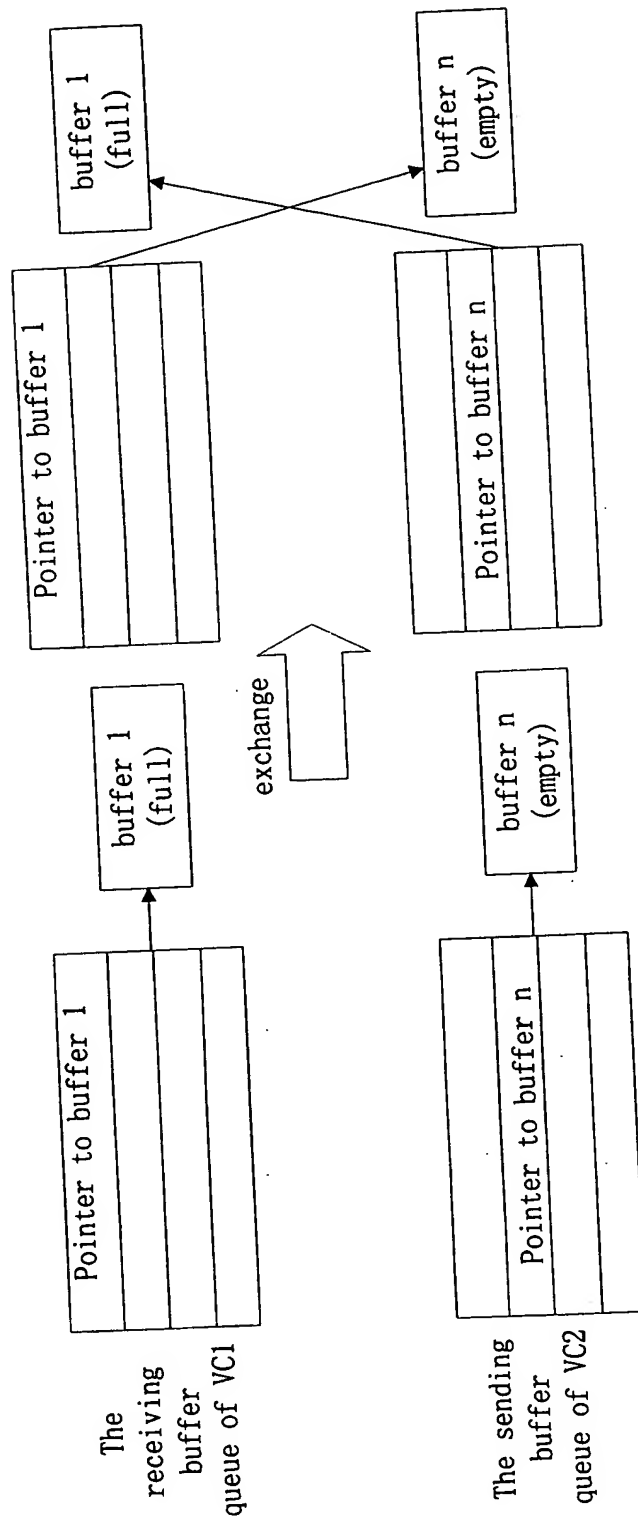 The
receiving
buffer
queue of VC1
Pointer to buffer 1
buffer 1
(full)
Pointer to buffer 1
buffer 1
(full)
exchange
The sending
buffer
queue of VC2
Pointer to buffer n
buffer n
(empty)
Pointer to buffer n
buffer n
(empty)